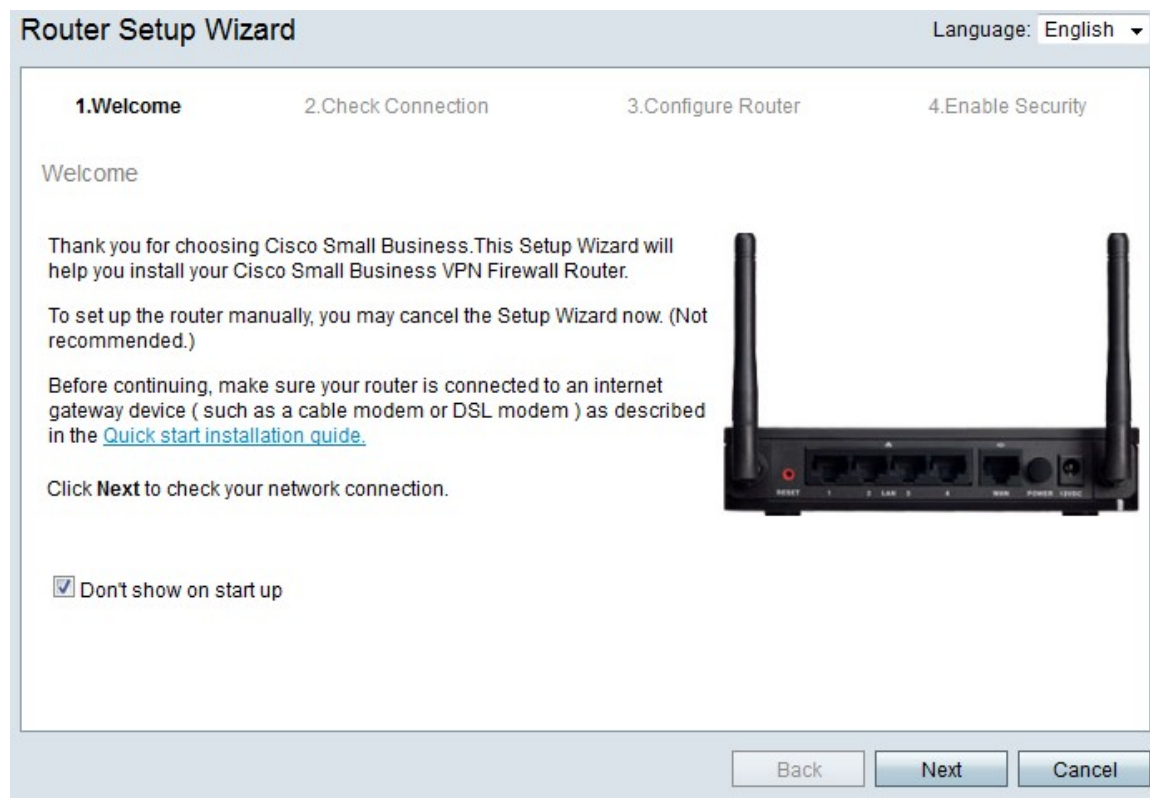 Router Setup Wizard
Language: English
1.Welcome
2.Check Connection
3.Configure Router
4.Enable Security
Welcome
Thank you for choosing Cisco Small Business.This Setup Wizard will
help you install your Cisco Small Business VPN Firewall Router.
To set up the router manually, you may cancel the Setup Wizard now. (Not
recommended.)
Before continuing, make sure your router is connected to an internet
gateway device ( such as a cable modem or DSL modem ) as described
in the Quick start installation guide.
Click Next to check your network connection.
RESET 1 2 LAN 3 4 WAN POWER 12VDC
Don't show on start up
Back
Next
Cancel